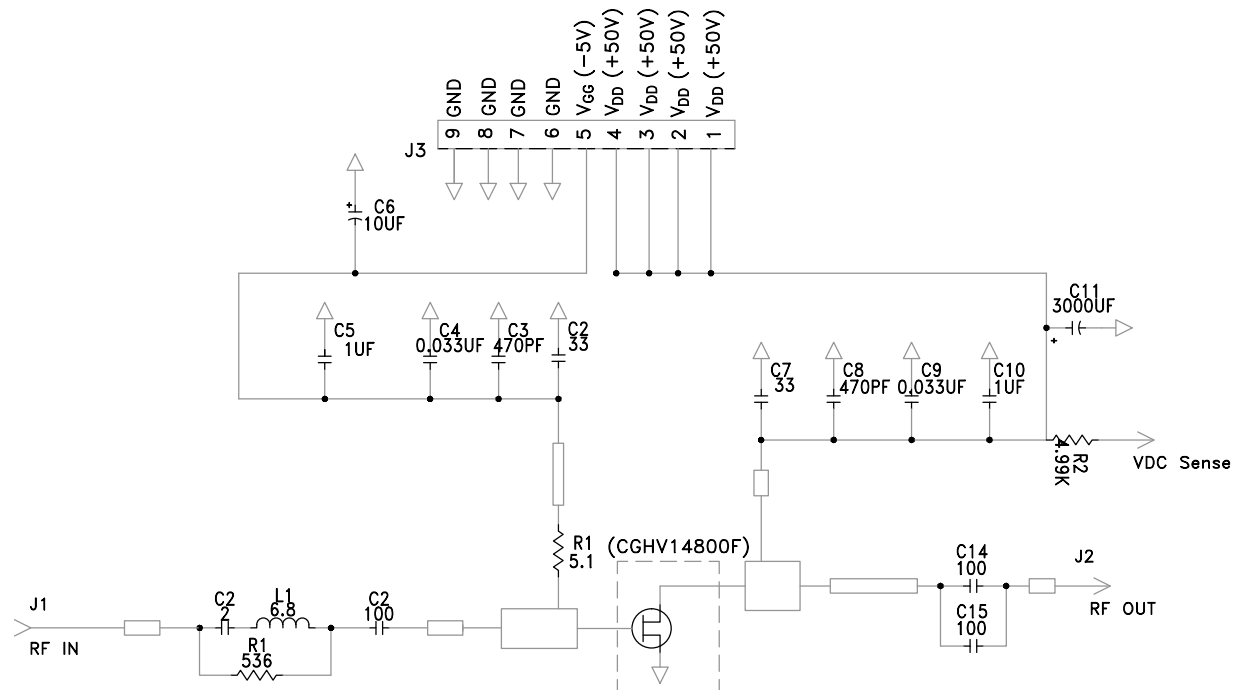 GND
GND
GND
GND
VGG (-5V)
VDD (+50V)
VDD (+50V)
VDD (+50V)
VDD (+50V)
9
8
7
6
5
4
3
2
1
J3
+
C6
10UF
C5
1UF
C4
0.033UF
C3
470PF
C2
33
C11
3000UF
+
C7
33
C8
470PF
C9
0.033UF
C10
1UF
R2
4.99K
VDC Sense
R1
5.1
(CGHV14800F)
J1
RF IN
C2
2
L1
6.8
R1
536
C2
100
C14
100
C15
100
J2
RF OUT